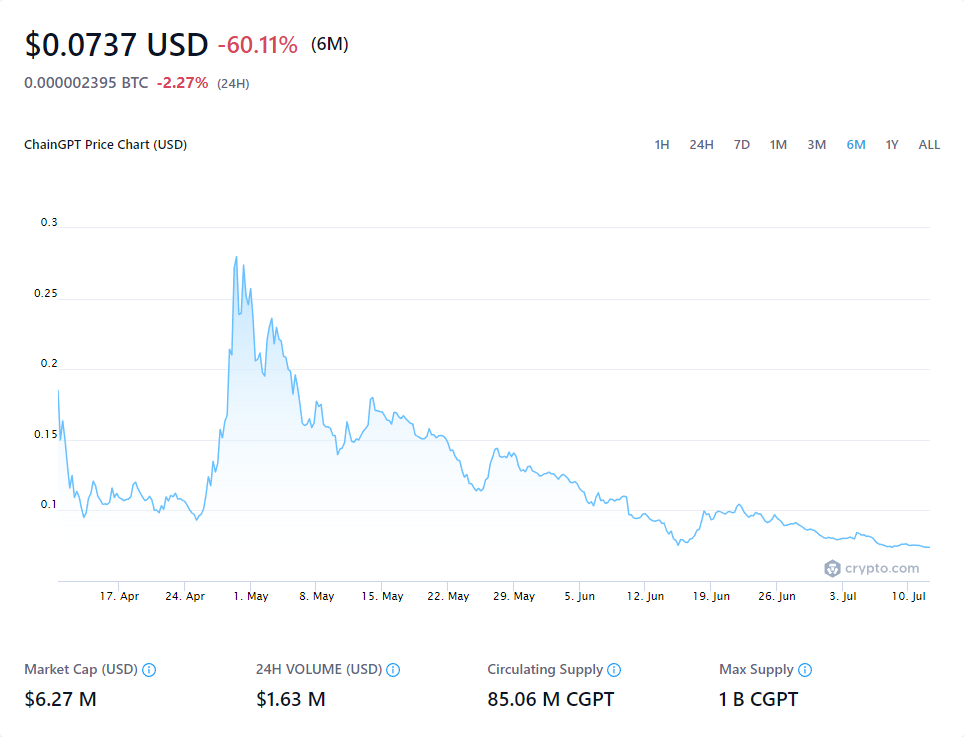 $0.0737 USD -60.11% (6M)
0.000002395 BTC -2.27% (24H)
ChainGPT Price Chart (USD) 1H 24H 7D 1M 3M 6M 1Y ALL
0.3
0.25
0.2
0.15
0.1
crypto.com
17. Apr 24. Apr 1. May 8. May 15. May 22. May 29. May 5. Jun 12. Jun 19. Jun 26. Jun 3. Jul 10. Jul
Market Cap (USD) 24H VOLUME (USD) Circulating Supply Max Supply
$6.27 M $1.63 M 85.06 M CGPT 1 B CGPT